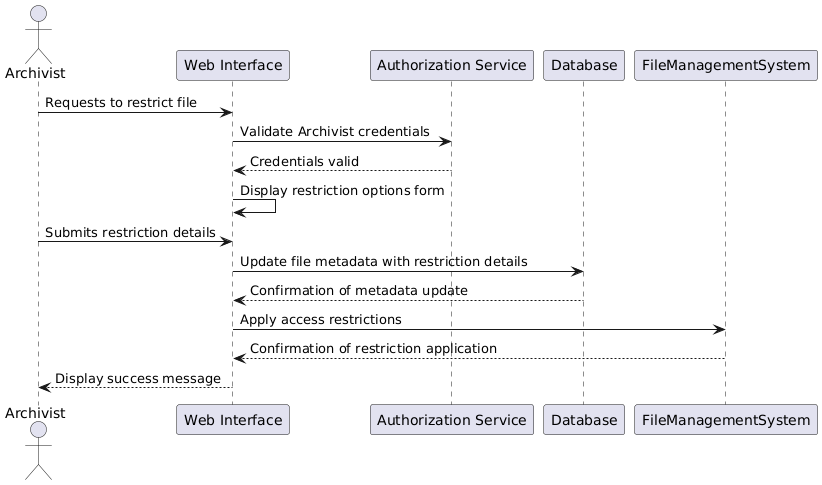 Archivist
Web Interface
Authorization Service
Database
FileManagementSystem
Requests to restrict file
Validate Archivist credentials
Credentials valid
Display restriction options form
Submits restriction details
Update file metadata with restriction details
Confirmation of metadata update
Apply access restrictions
Confirmation of restriction application
Display success message
Archivist
Web Interface
Authorization Service
Database
FileManagementSystem